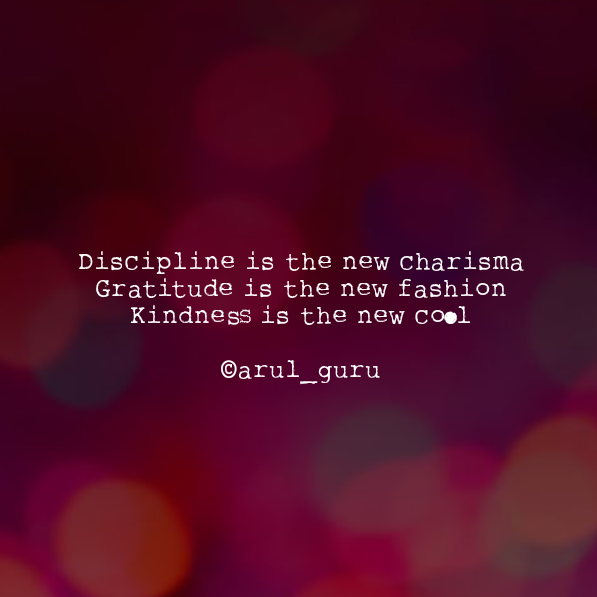 Discipline is the new Charisma
Gratitude is the new fashion
Kindness is the new cool
©arul_guru